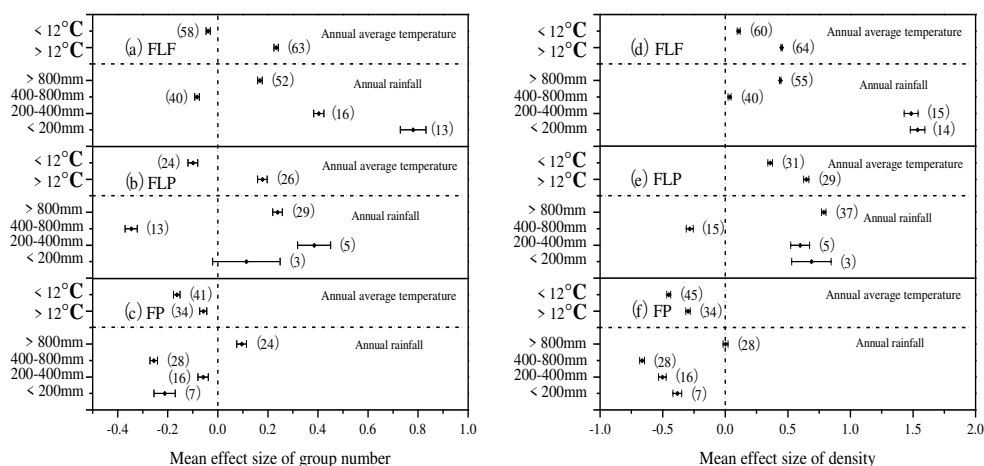 < 12°C (58) Annual average temperature
> 12°C (a) FLF (63)
> 800mm (52) Annual rainfall
400-800mm (40)
200-400mm (16)
< 200mm (13)
< 12°C (24) Annual average temperature
> 12°C (b) FLP (26)
> 800mm (29) Annual rainfall
400-800mm (13)
200-400mm (5)
< 200mm (3)
< 12°C (41) Annual average temperature
> 12°C (c) FP (34)
> 800mm (24) Annual rainfall
400-800mm (28)
200-400mm (16)
< 200mm (7)
-0.4 -0.2 0.0 0.2 0.4 0.6 0.8 1.0
Mean effect size of group number
< 12°C (60) Annual average temperature
> 12°C (d) FLF (64)
> 800mm (55) Annual rainfall
400-800mm (40)
200-400mm (15)
< 200mm (14)
< 12°C (31) Annual average temperature
> 12°C (e) FLP (29)
> 800mm (37) Annual rainfall
400-800mm (15)
200-400mm (5)
< 200mm (3)
< 12°C (45) Annual average temperature
> 12°C (f) FP (34)
> 800mm (28) Annual rainfall
400-800mm (28)
200-400mm (16)
< 200mm (7)
-1.0 -0.5 0.0 0.5 1.0 1.5 2.0
Mean effect size of density